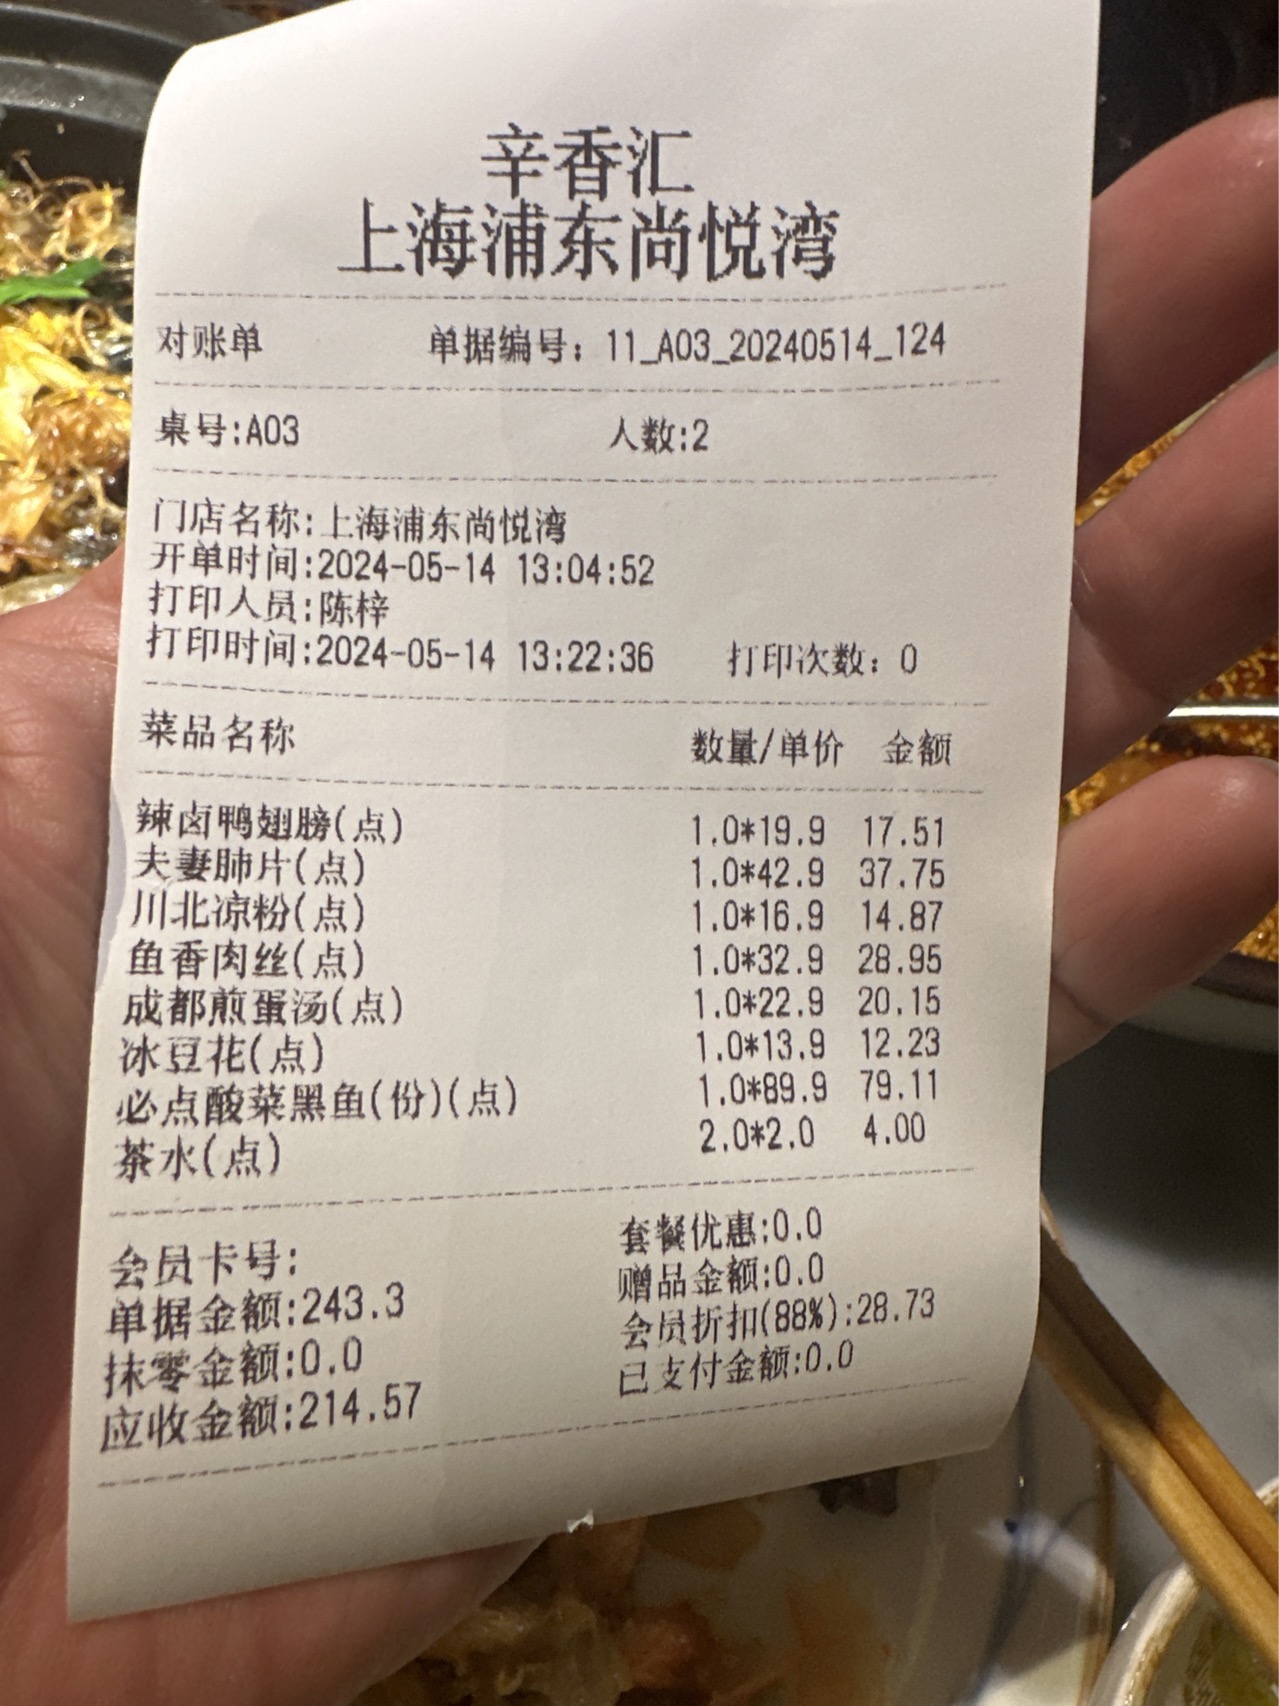 辛香汇
上海浦东尚悦湾
对账单 单据编号：11_A03_20240514_124
桌号:A03 人数:2
门店名称:上海浦东尚悦湾
开单时间:2024-05-14 13:04:52
打印人员:陈梓
打印时间:2024-05-14 13:22:36 打印次数：0
菜品名称 数量/单价 金额
辣卤鸭翅膀(点) 1.0*19.9 17.51
夫妻肺片(点) 1.0*42.9 37.75
川北凉粉(点) 1.0*16.9 14.87
鱼香肉丝(点) 1.0*32.9 28.95
成都煎蛋汤(点) 1.0*22.9 20.15
冰豆花(点) 1.0*13.9 12.23
必点酸菜黑鱼(份)(点) 1.0*89.9 79.11
茶水(点) 2.0*2.0 4.00
会员卡号: 套餐优惠:0.0
单据金额:243.3 赠品金额:0.0
抹零金额:0.0 会员折扣(88%):28.73
应收金额:214.57 已支付金额:0.0